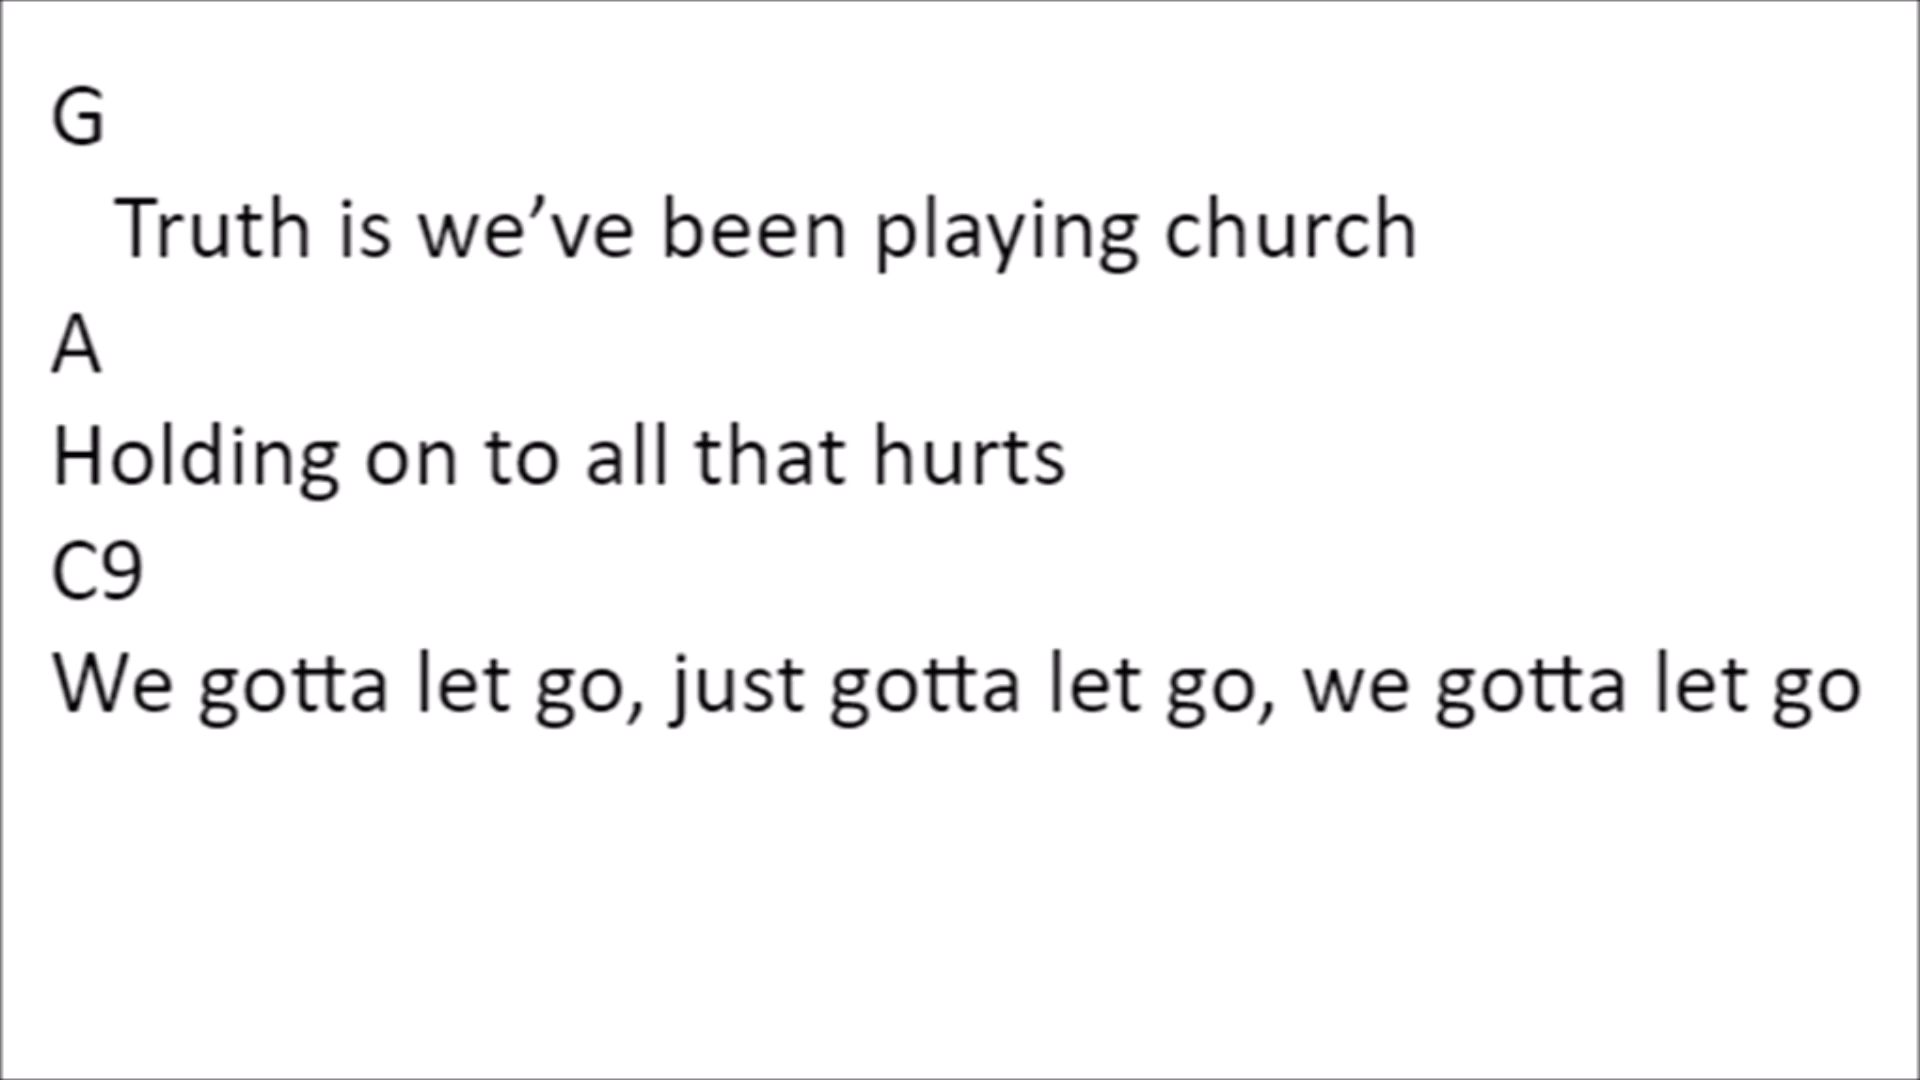 G
Truth is we’ve been playing church
A
Holding on to all that hurts
C9
We gotta let go, just gotta let go, we gotta let go